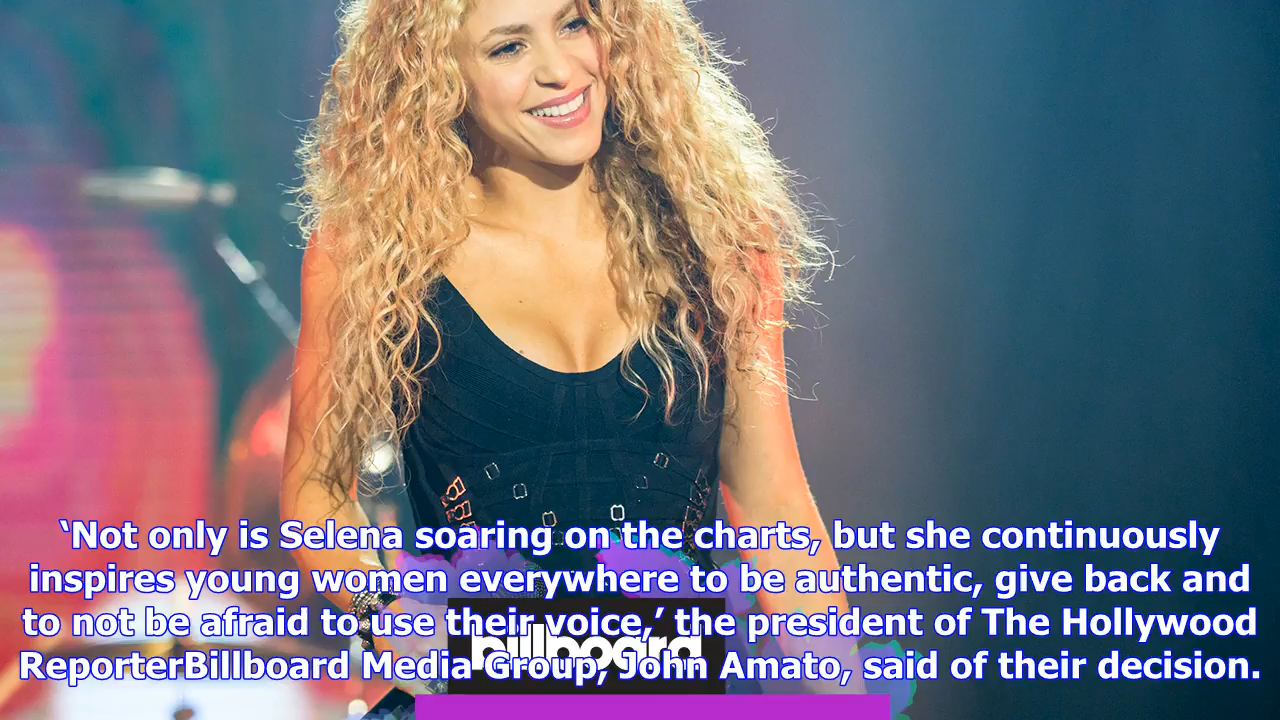 ‘Not only is Selena soaring on the charts, but she continuously
inspires young women everywhere to be authentic, give back and
to not be afraid to use their voice,’ the president of The Hollywood
billboard
ReporterBillboard Media Group, John Amato, said of their decision.